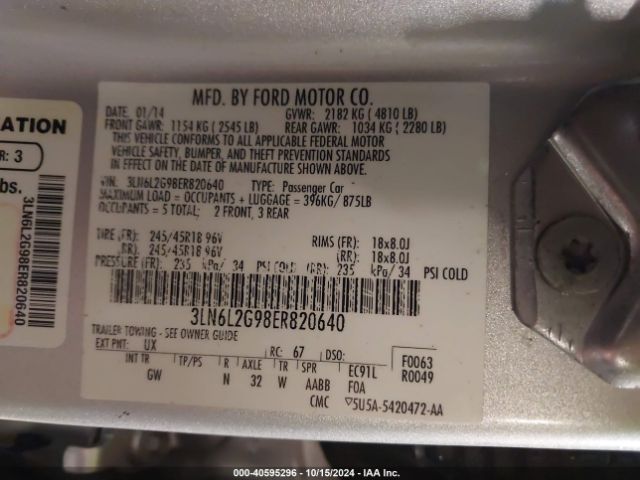 MFD. BY FORD MOTOR CO.
DATE: 01/14 GVWR: 2182 KG ( 4810 LB)
FRONT GAWR: 1154 KG ( 2545 LB) REAR GAWR: 1034 KG ( 2280 LB)
THIS VEHICLE CONFORMS TO ALL APPLICABLE FEDERAL MOTOR
VEHICLE SAFETY, BUMPER, AND THEFT PREVENTION STANDARDS
IN EFFECT ON THE DATE OF MANUFACTURE SHOWN ABOVE.
VIN: 3LN6L2G98ER820640 TYPE: Passenger Car
MAXIMUM LOAD = OCCUPANTS + LUGGAGE = 396KG/ 875LB
OCCUPANTS = 5 TOTAL; 2 FRONT, 3 REAR
TIRE (FR): 245/45R18 96V RIMS (FR): 18x8.0J
(RR): 245/45R18 96V (RR): 18x8.0J
PRESSURE (FR): 235 kPa/ 34 PSI COLD (RR): 235 kPa/ 34 PSI COLD
3LN6L2G98ER820640
TRAILER TOWING - SEE OWNER GUIDE
EXT PNT: UX RC: 67 DSO: F0063
INT TR TP/PS R AXLE TR SPR EC91L R0049
GW N 32 W AABB FOA
CMC 5U5A-5420472-AA
ATION
R: 3
bs.
3LN6L2G98ER820640
000-40595296 - 10/15/2024 - IAA Inc.